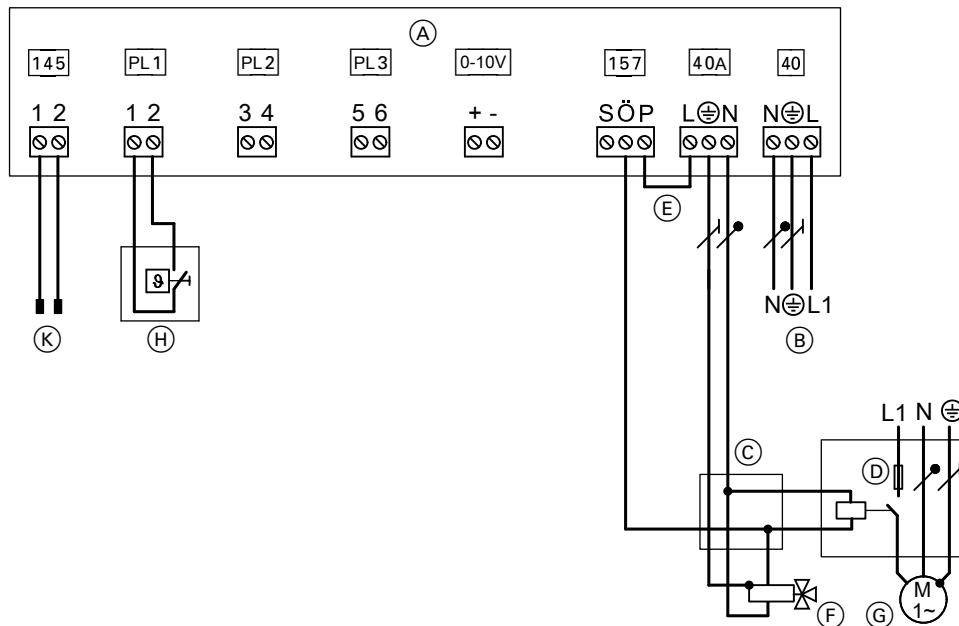 A
145 PL1 PL2 PL3 0-10V 157 40A 40
1 2 1 2 3 4 5 6 + - S Ö P L ⏚ N N ⏚ L
E
N ⏚ L1
K H B
L1 N ⏚
C
D
ϑ
M
1~
F G